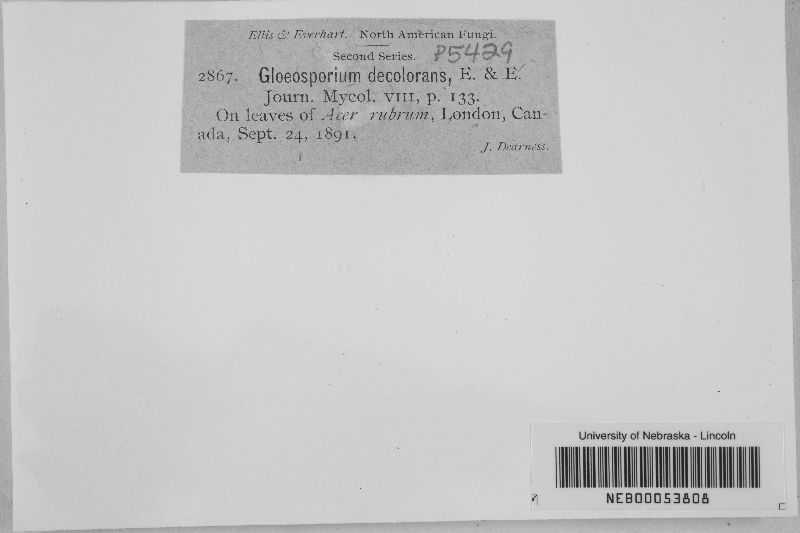 Ellis & Everhart. North American Fungi.
Second Series. P5429
2867. Gloeosporium decolorans, E. & E.
Journ. Mycol. VIII, p. 133.
On leaves of Acer rubrum, London, Can-
ada, Sept. 24, 1891.
J. Dearness.
University of Nebraska - Lincoln
NEB00053808